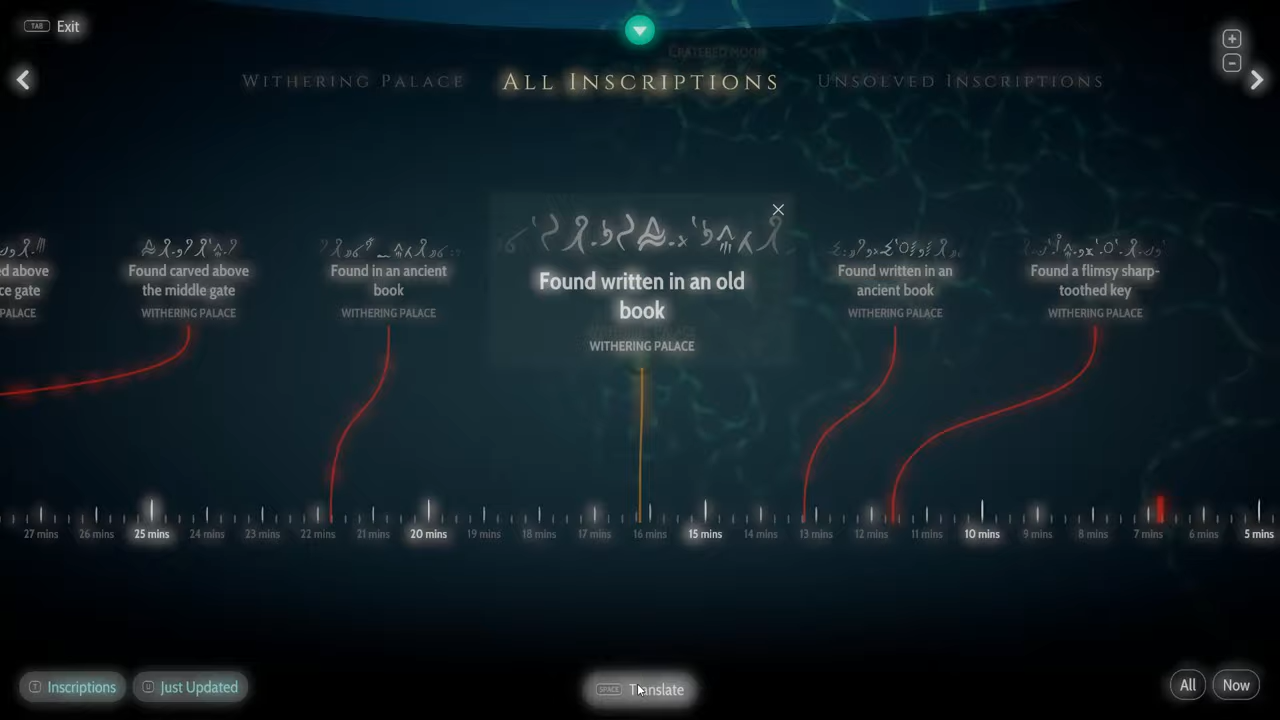 TAB Exit
WITHERING PALACE
ALL INSCRIPTIONS
UNSOLVED INSCRIPTIONS
+
-
Found carved above
the middle gate
WITHERING PALACE
Found in an ancient
book
WITHERING PALACE
Found written in an old
book
WITHERING PALACE
Found written in an
ancient book
WITHERING PALACE
Found a flimsy sharp-
toothed key
WITHERING PALACE
ed above
ce gate
PALACE
27 mins 26 mins 25 mins 24 mins 23 mins 22 mins 21 mins 20 mins 19 mins 18 mins 17 mins 16 mins 15 mins 14 mins 13 mins 12 mins 11 mins 10 mins 9 mins 8 mins 7 mins 6 mins 5 mins
T Inscriptions
U Just Updated
SPACE Translate
All
Now